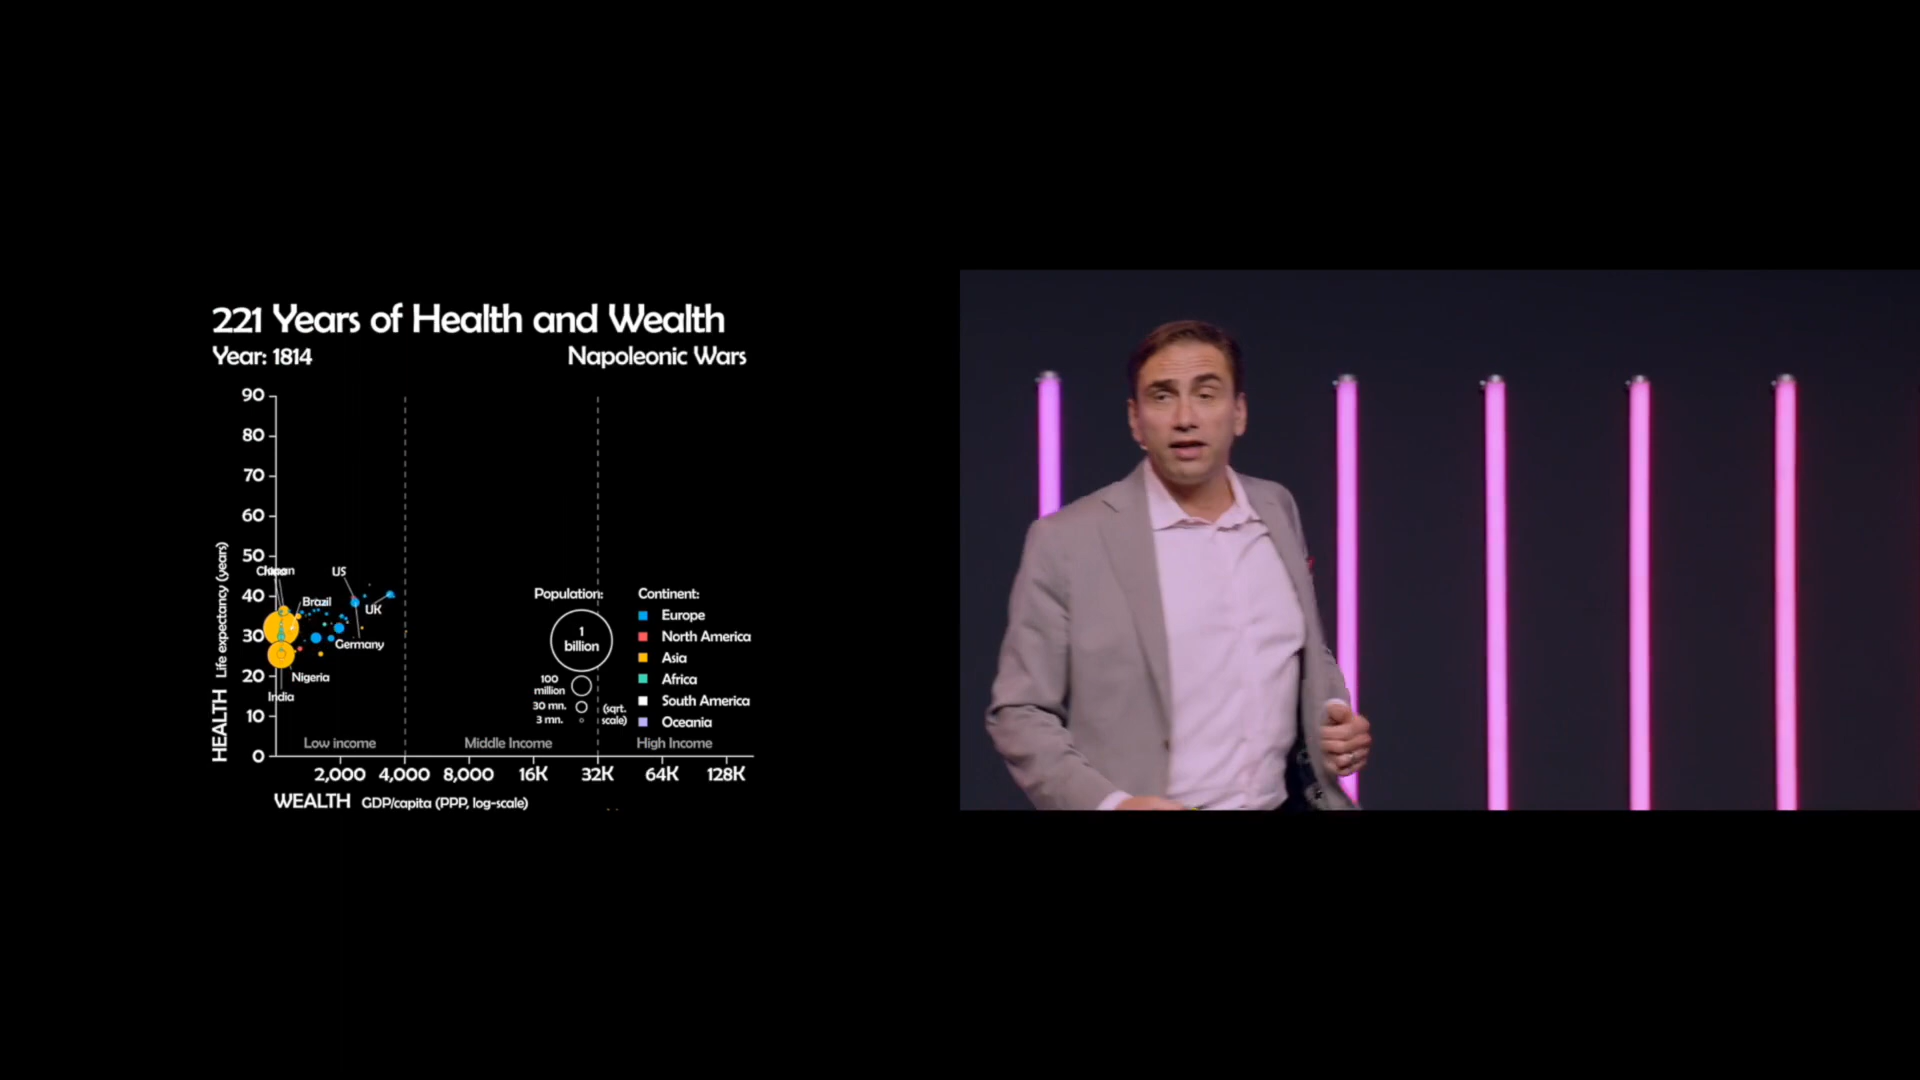 221 Years of Health and Wealth
Year: 1814
Napoleonic Wars
90
80
70
60
50
40
30
20
10
0
HEALTH Life expectancy (years)
Japan
US
Brazil
UK
Germany
Nigeria
India
Population:
1
billion
100
million
30 mn.
3 mn.
(sqrt.
scale)
Continent:
Europe
North America
Asia
Africa
South America
Oceania
Low income
Middle Income
High Income
2,000 4,000 8,000 16K 32K 64K 128K
WEALTH GDP/capita (PPP, log-scale)